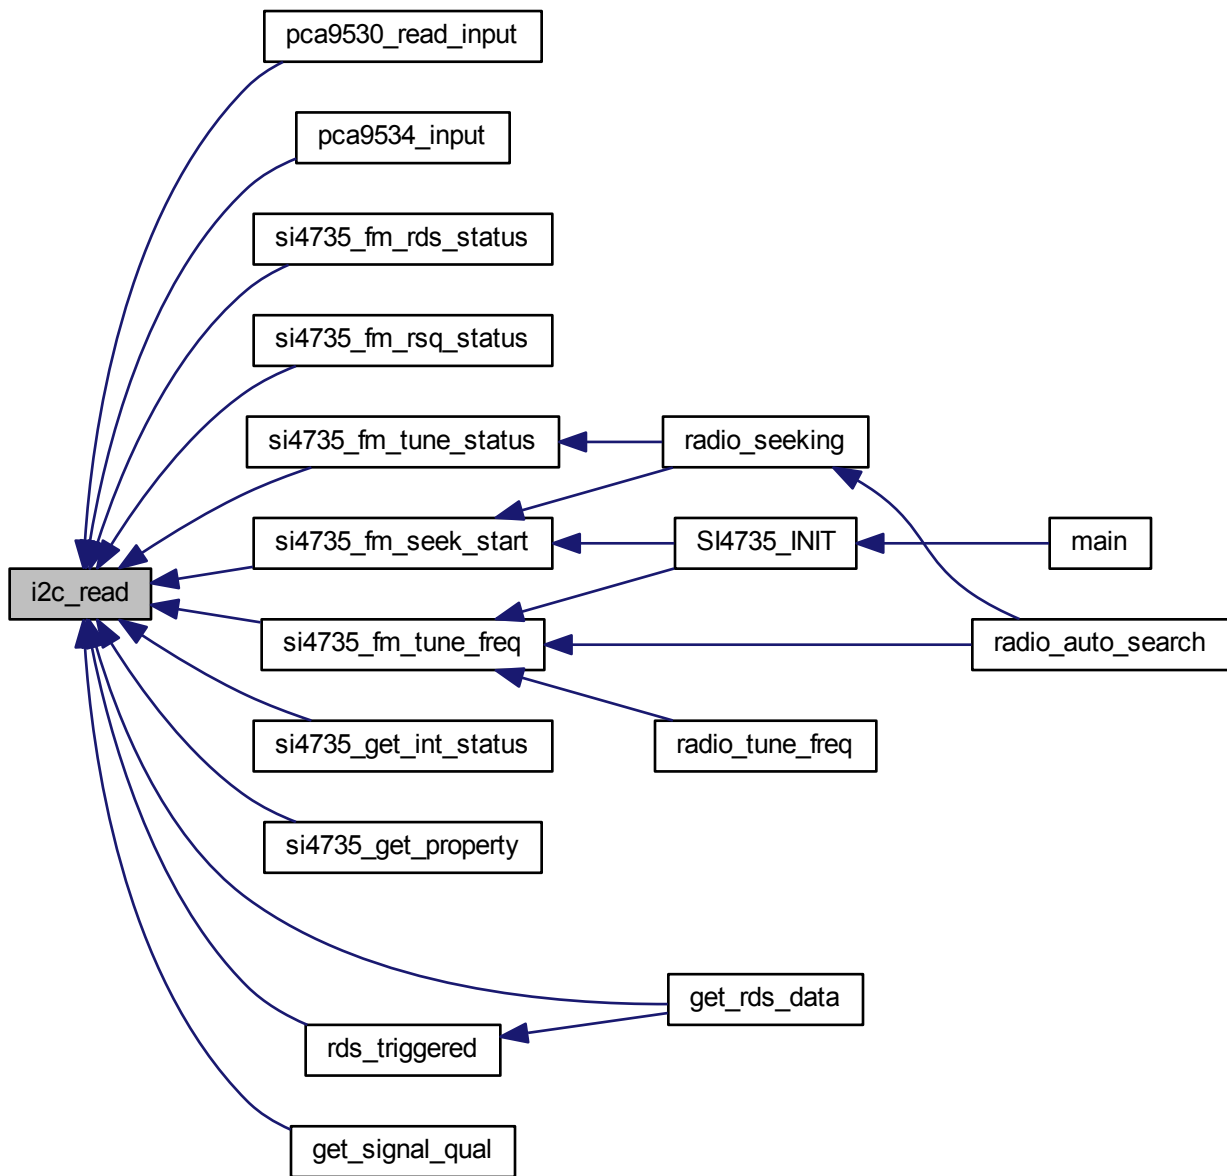 pca9530_read_input
pca9534_input
si4735_fm_rds_status
si4735_fm_rsq_status
si4735_fm_tune_status
radio_seeking
si4735_fm_seek_start
SI4735_INIT
main
i2c_read
si4735_fm_tune_freq
radio_auto_search
si4735_get_int_status
radio_tune_freq
si4735_get_property
get_rds_data
rds_triggered
get_signal_qual